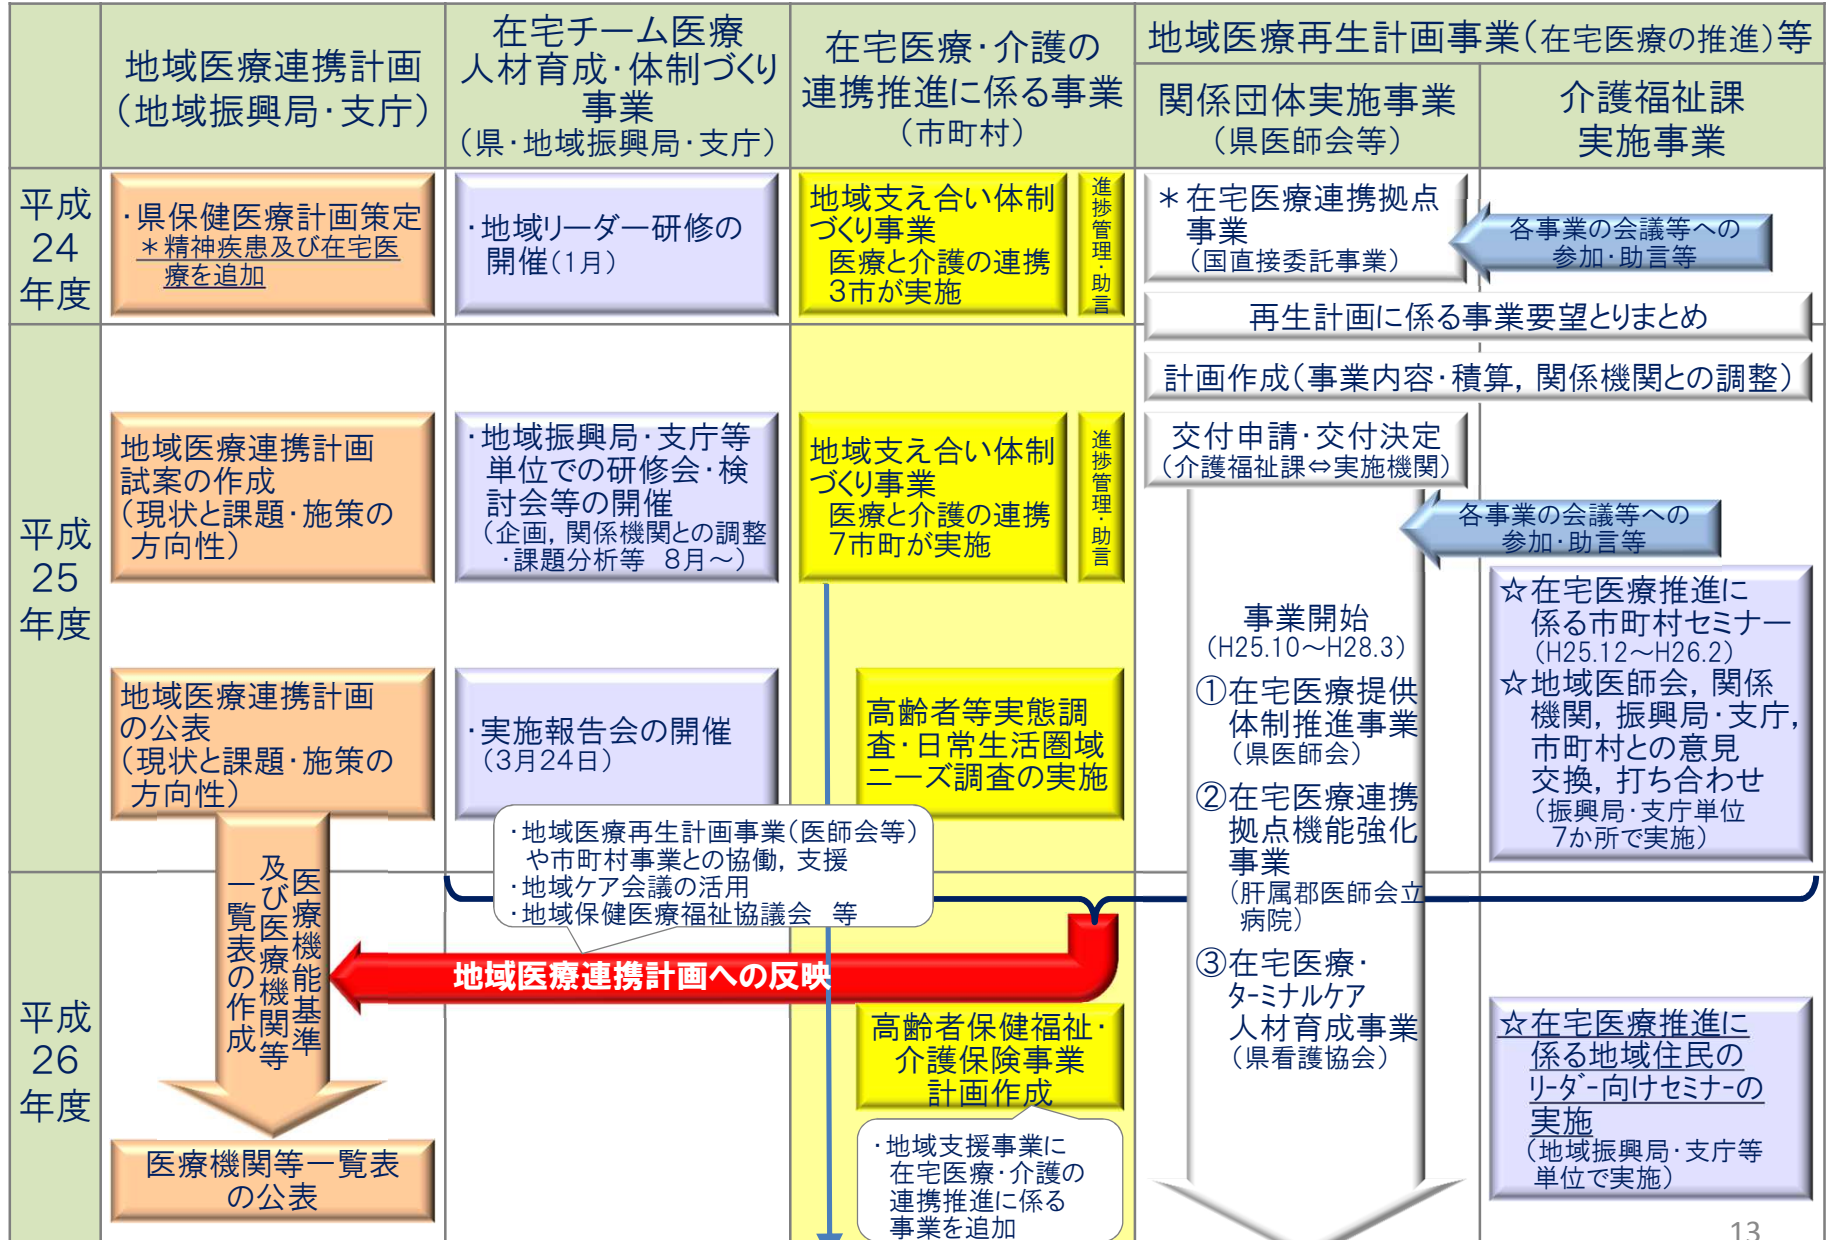 地域医療連携計画
（地域振興局・支庁）
在宅チーム医療
人材育成・体制づくり
事業
（県・地域振興局・支庁）
在宅医療・介護の
連携推進に係る事業
（市町村）
地域医療再生計画事業（在宅医療の推進）等
関係団体実施事業
（県医師会等）
介護福祉課
実施事業
平成
24
年度
・県保健医療計画策定
＊精神疾患及び在宅医
療を追加
・地域リーダー研修の
開催（1月）
地域支え合い体制
づくり事業
医療と介護の連携
3市が実施
進捗管理・助言
＊在宅医療連携拠点
事業
（国直接委託事業）
各事業の会議等への
参加・助言等
再生計画に係る事業要望とりまとめ
平成
25
年度
計画作成（事業内容・積算，関係機関との調整）
地域医療連携計画
試案の作成
（現状と課題・施策の
方向性）
・地域振興局・支庁等
単位での研修会・検
討会等の開催
（企画，関係機関との調整
・課題分析等　8月～）
地域支え合い体制
づくり事業
医療と介護の連携
7市町が実施
進捗管理・助言
交付申請・交付決定
（介護福祉課⇔実施機関）
各事業の会議等への
参加・助言等
事業開始
（H25.10～H28.3）
①在宅医療提供
体制推進事業
（県医師会）
②在宅医療連携
拠点機能強化
事業
（肝属郡医師会立
病院）
③在宅医療・
ターミナルケア
人材育成事業
（県看護協会）
☆在宅医療推進に
係る市町村セミナー
（H25.12～H26.2）
☆地域医師会，関係
機関，振興局・支庁，
市町村との意見
交換，打ち合わせ
（振興局・支庁単位
7か所で実施）
地域医療連携計画
の公表
（現状と課題・施策の
方向性）
・実施報告会の開催
（3月24日）
高齢者等実態調
査・日常生活圏域
ニーズ調査の実施
・地域医療再生計画事業（医師会等）
や市町村事業との協働，支援
・地域ケア会議の活用
・地域保健医療福祉協議会　等
平成
26
年度
医療機能基準
及び医療機関等
一覧表の作成
地域医療連携計画への反映
高齢者保健福祉・
介護保険事業
計画作成
・地域支援事業に
在宅医療・介護の
連携推進に係る
事業を追加
☆在宅医療推進に
係る地域住民の
リーダー向けセミナーの
実施
（地域振興局・支庁等
単位で実施）
医療機関等一覧表
の公表
13